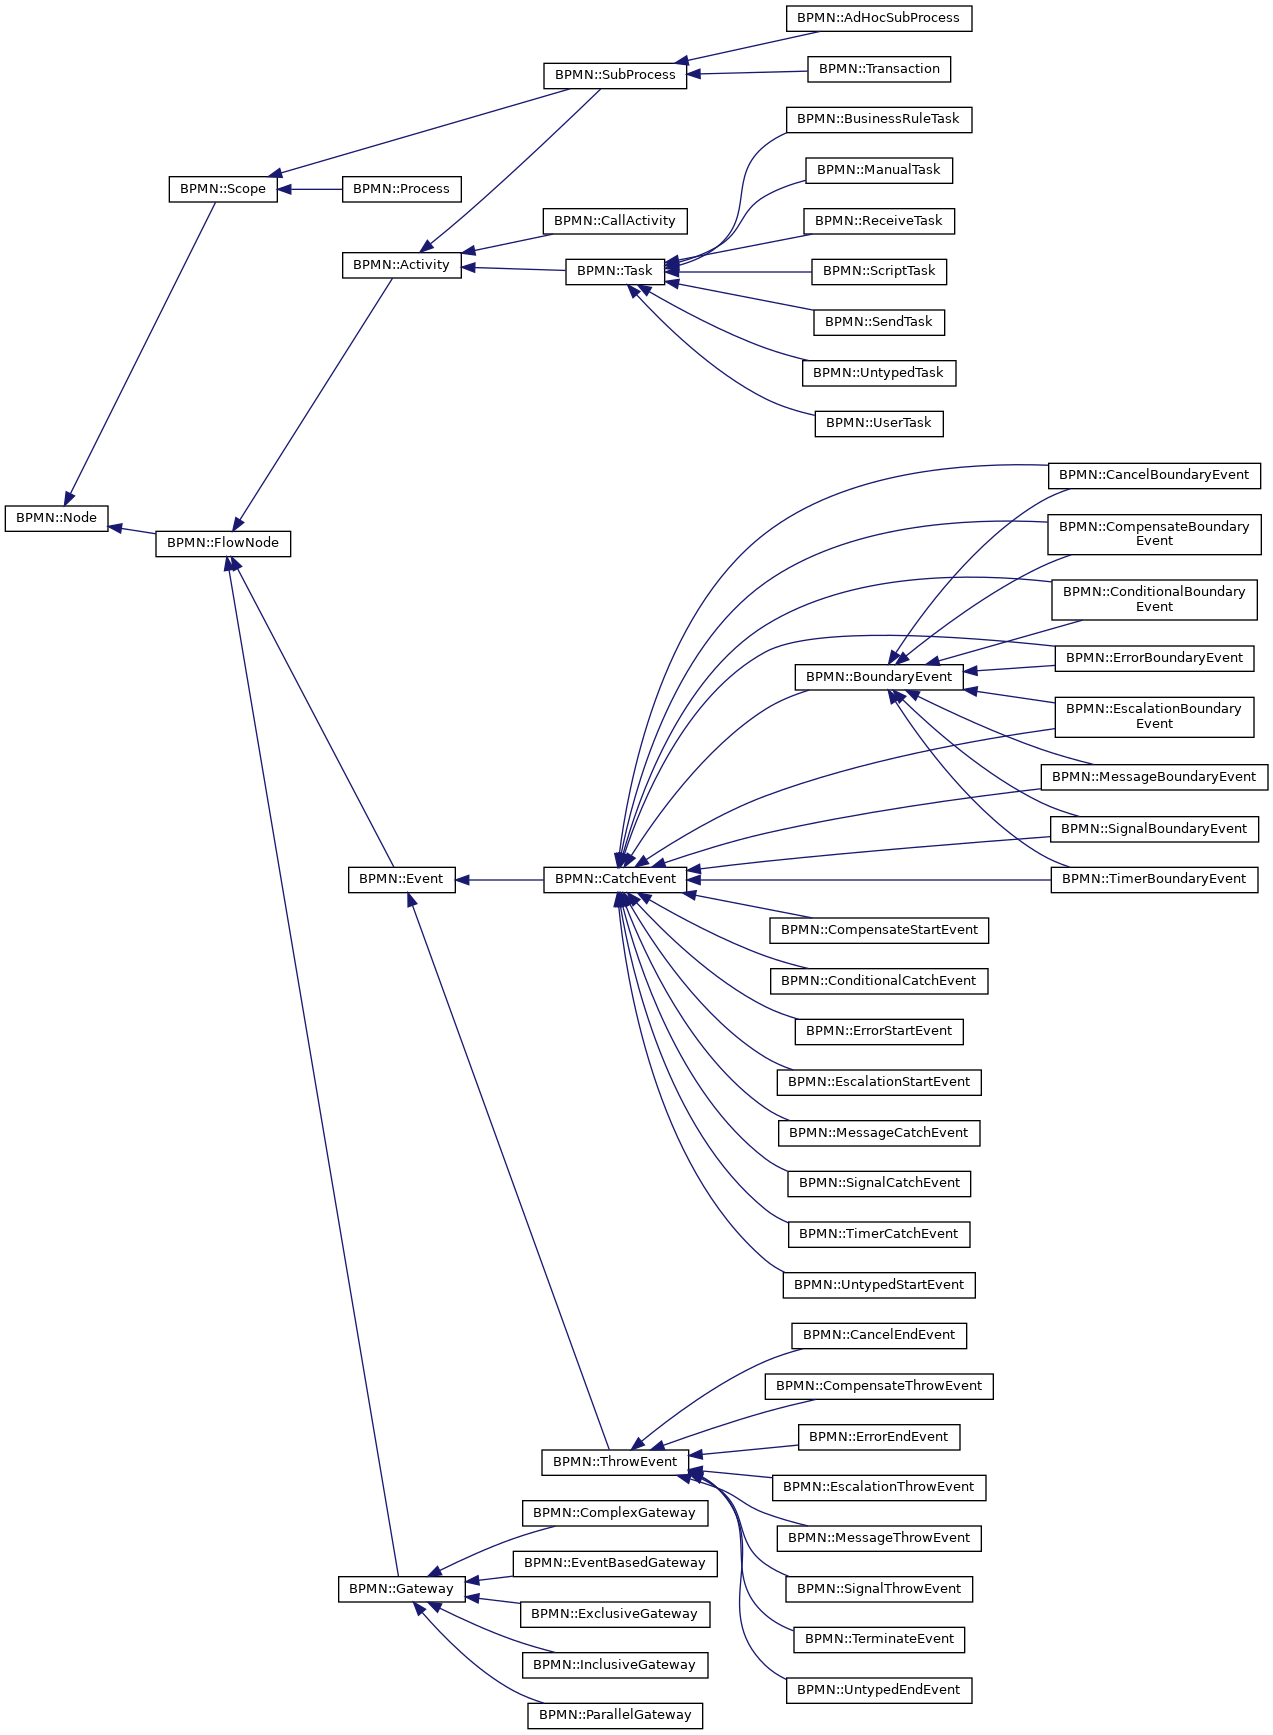 BPMN::AdHocSubProcess
BPMN::Transaction
BPMN::SubProcess
BPMN::BusinessRuleTask
BPMN::ManualTask
BPMN::Scope
BPMN::Process
BPMN::ReceiveTask
BPMN::CallActivity
BPMN::Activity
BPMN::Task
BPMN::ScriptTask
BPMN::SendTask
BPMN::UntypedTask
BPMN::UserTask
BPMN::CancelBoundaryEvent
BPMN::Node
BPMN::FlowNode
BPMN::CompensateBoundary
Event
BPMN::ConditionalBoundary
Event
BPMN::ErrorBoundaryEvent
BPMN::BoundaryEvent
BPMN::EscalationBoundary
Event
BPMN::MessageBoundaryEvent
BPMN::SignalBoundaryEvent
BPMN::Event
BPMN::CatchEvent
BPMN::TimerBoundaryEvent
BPMN::CompensateStartEvent
BPMN::ConditionalCatchEvent
BPMN::ErrorStartEvent
BPMN::EscalationStartEvent
BPMN::MessageCatchEvent
BPMN::SignalCatchEvent
BPMN::TimerCatchEvent
BPMN::UntypedStartEvent
BPMN::CancelEndEvent
BPMN::CompensateThrowEvent
BPMN::ErrorEndEvent
BPMN::ThrowEvent
BPMN::EscalationThrowEvent
BPMN::ComplexGateway
BPMN::MessageThrowEvent
BPMN::EventBasedGateway
BPMN::Gateway
BPMN::SignalThrowEvent
BPMN::ExclusiveGateway
BPMN::TerminateEvent
BPMN::InclusiveGateway
BPMN::UntypedEndEvent
BPMN::ParallelGateway